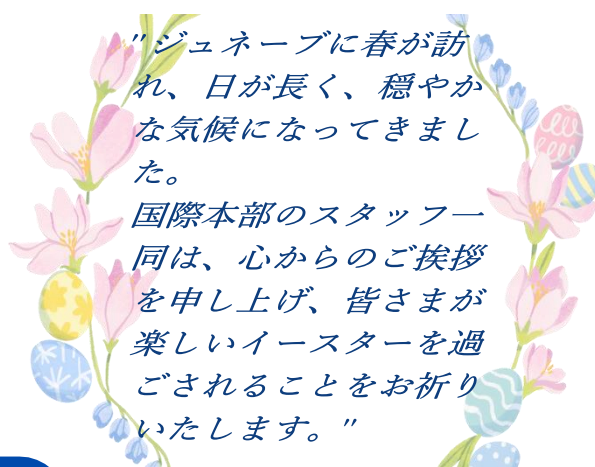 "ジュネーブに春が訪
れ、日が長く、穏やか
な気候になってきまし
た。
国際本部のスタッフ一
同は、心からのご挨拶
を申し上げ、皆さまが
楽しいイースターを過
ごされることをお祈り
いたします。"